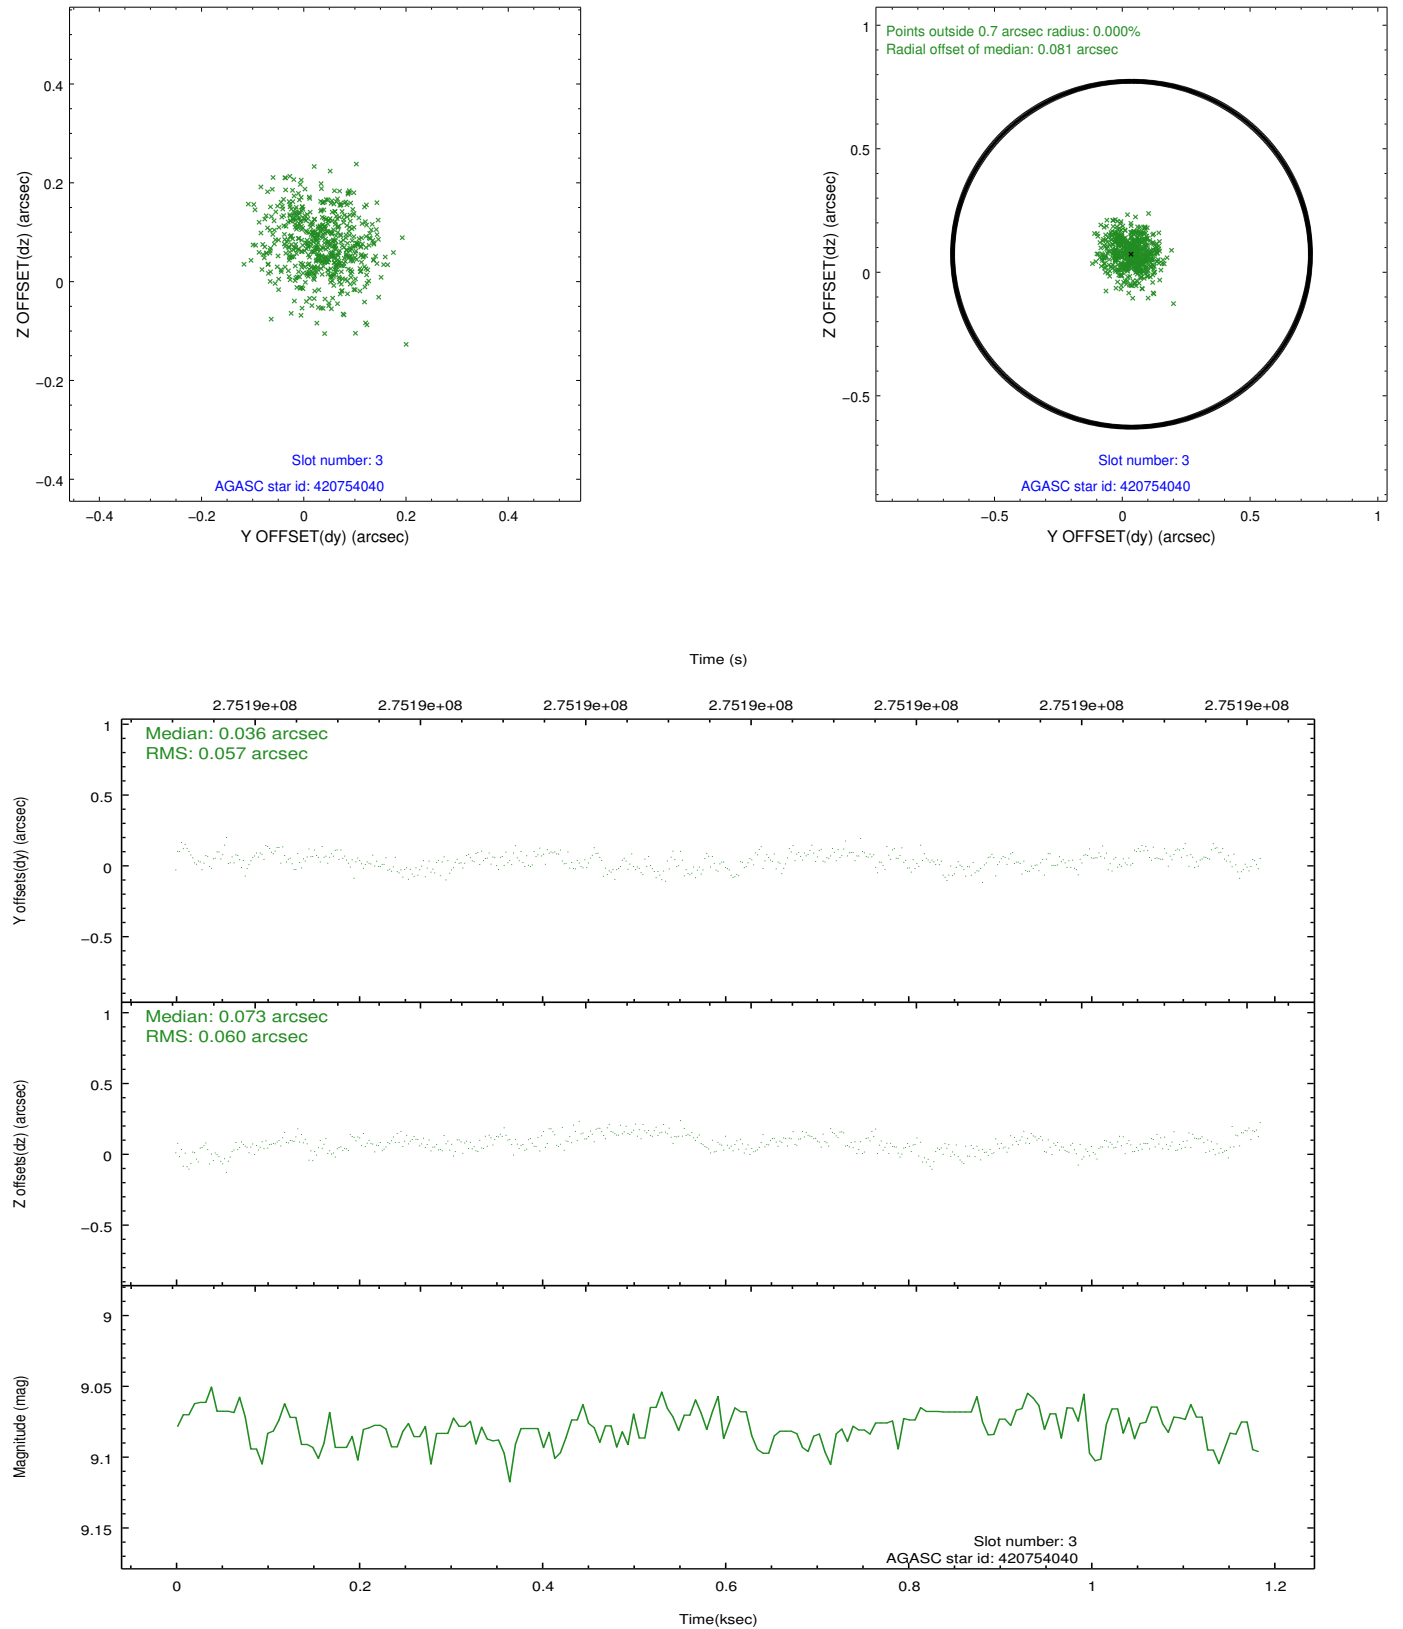 0.4
0.2
0
−0.2
−0.4
Z OFFSET(dz) (arcsec)
Slot number: 3
AGASC star id: 420754040
−0.4 −0.2 0 0.2 0.4
Y OFFSET(dy) (arcsec)
Points outside 0.7 arcsec radius: 0.000%
Radial offset of median: 0.081 arcsec
1
0.5
0
−0.5
Z OFFSET(dz) (arcsec)
Slot number: 3
AGASC star id: 420754040
−0.5 0 0.5 1
Y OFFSET(dy) (arcsec)
Time (s)
2.7519e+08 2.7519e+08 2.7519e+08 2.7519e+08 2.7519e+08 2.7519e+08 2.7519e+08
Median: 0.036 arcsec
RMS: 0.057 arcsec
1
0.5
0
−0.5
Y offsets(dy) (arcsec)
Median: 0.073 arcsec
RMS: 0.060 arcsec
1
0.5
0
−0.5
Z offsets(dz) (arcsec)
9
9.05
9.1
9.15
Magnitude (mag)
Slot number: 3
AGASC star id: 420754040
0 0.2 0.4 0.6 0.8 1 1.2
Time(ksec)